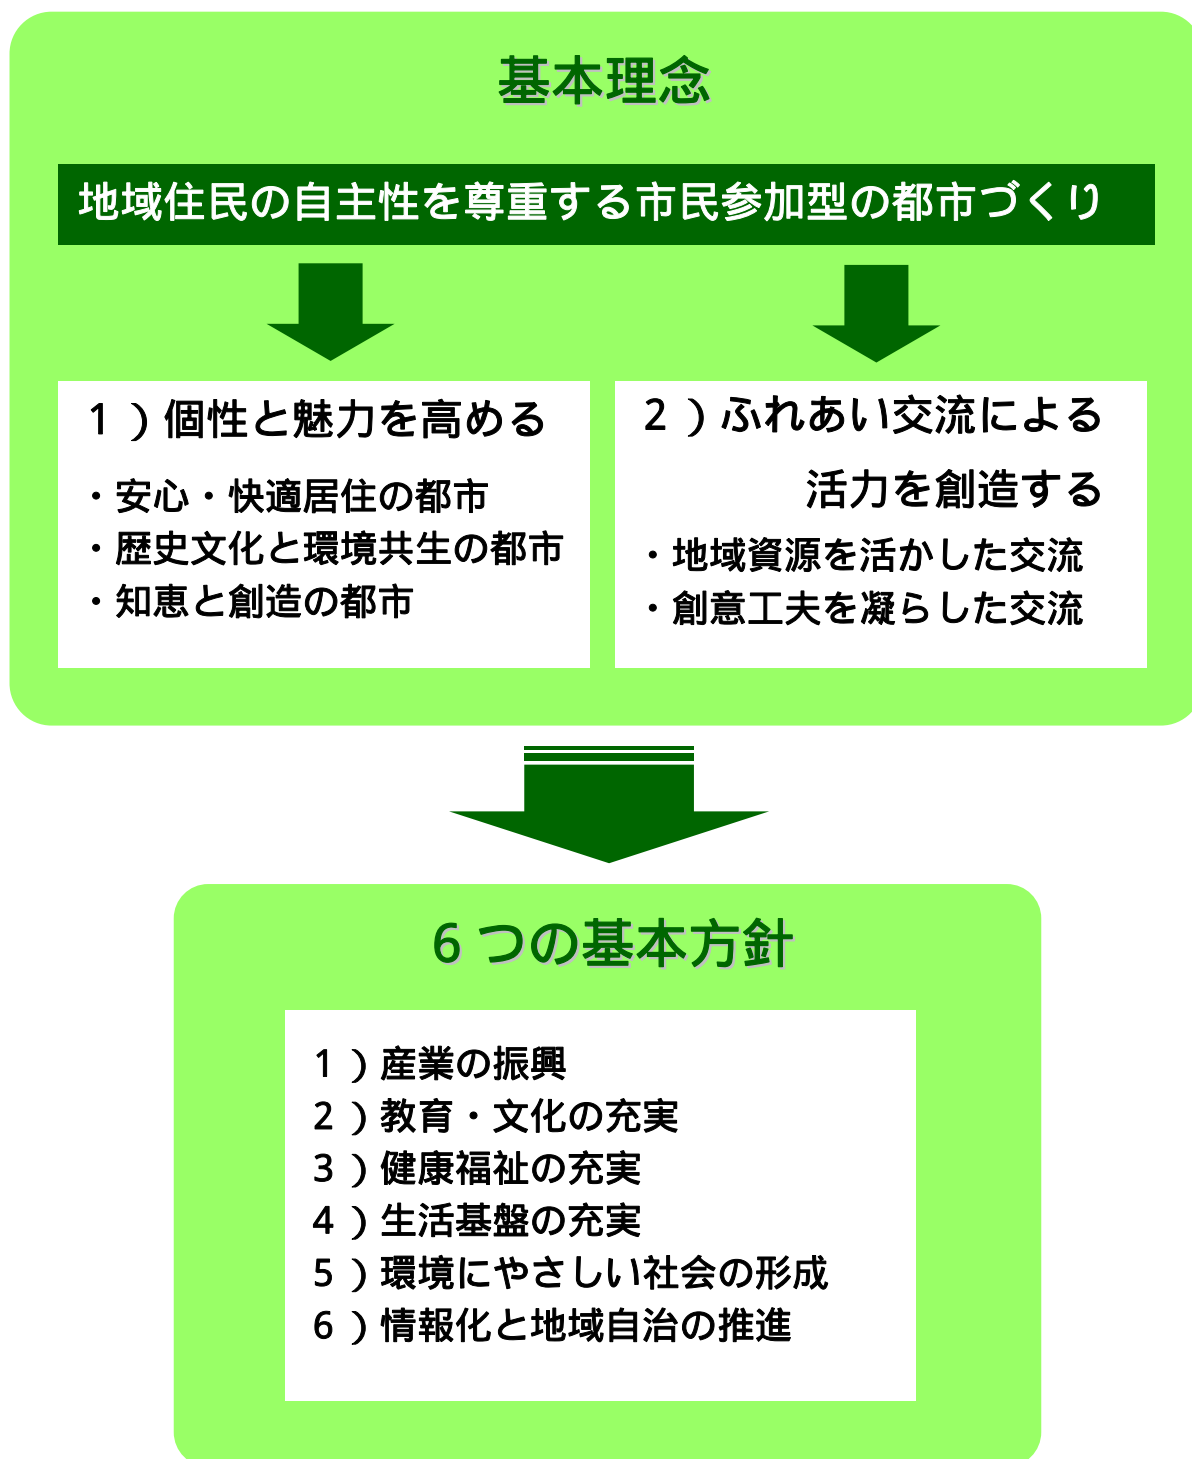 基本理念
地域住民の自主性を尊重する市民参加型の都市づくり
1）個性と魅力を高める
・安心・快適居住の都市
・歴史文化と環境共生の都市
・知恵と創造の都市
2）ふれあい交流による
活力を創造する
・地域資源を活かした交流
・創意工夫を凝らした交流
6つの基本方針
1）産業の振興
2）教育・文化の充実
3）健康福祉の充実
4）生活基盤の充実
5）環境にやさしい社会の形成
6）情報化と地域自治の推進